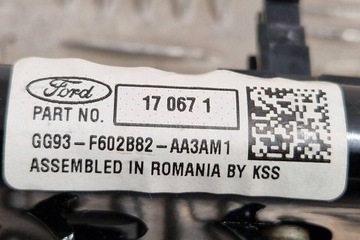 Ford
PART NO. 17 067 1
GG93-F602B82-AA3AM1
ASSEMBLED IN ROMANIA BY KSS